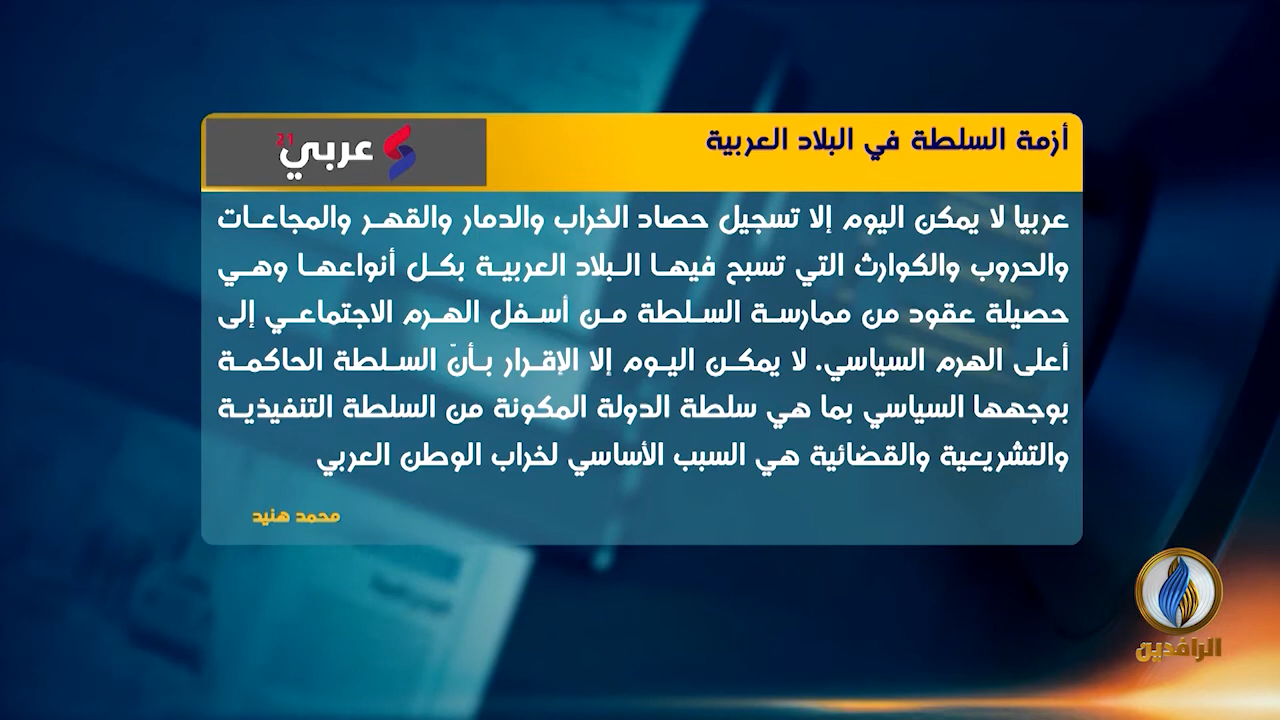 أزمة السلطة في البلاد العربية
عربي 21
عربيا لا يمكن اليوم إلا تسجيل حصاد الخراب والدمار والقهر والمجاعات
والحروب والكوارث التي تسبح فيها البلاد العربية بكل أنواعها وهي
حصيلة عقود من ممارسة السلطة من أسفل الهرم الاجتماعي إلى
أعلى الهرم السياسي. لا يمكن اليوم إلا الإقرار بأنّ السلطة الحاكمة
بوجهها السياسي بما هي سلطة الدولة المكونة من السلطة التنفيذية
والتشريعية والقضائية هي السبب الأساسي لخراب الوطن العربي
محمد هنيد
الرافدين